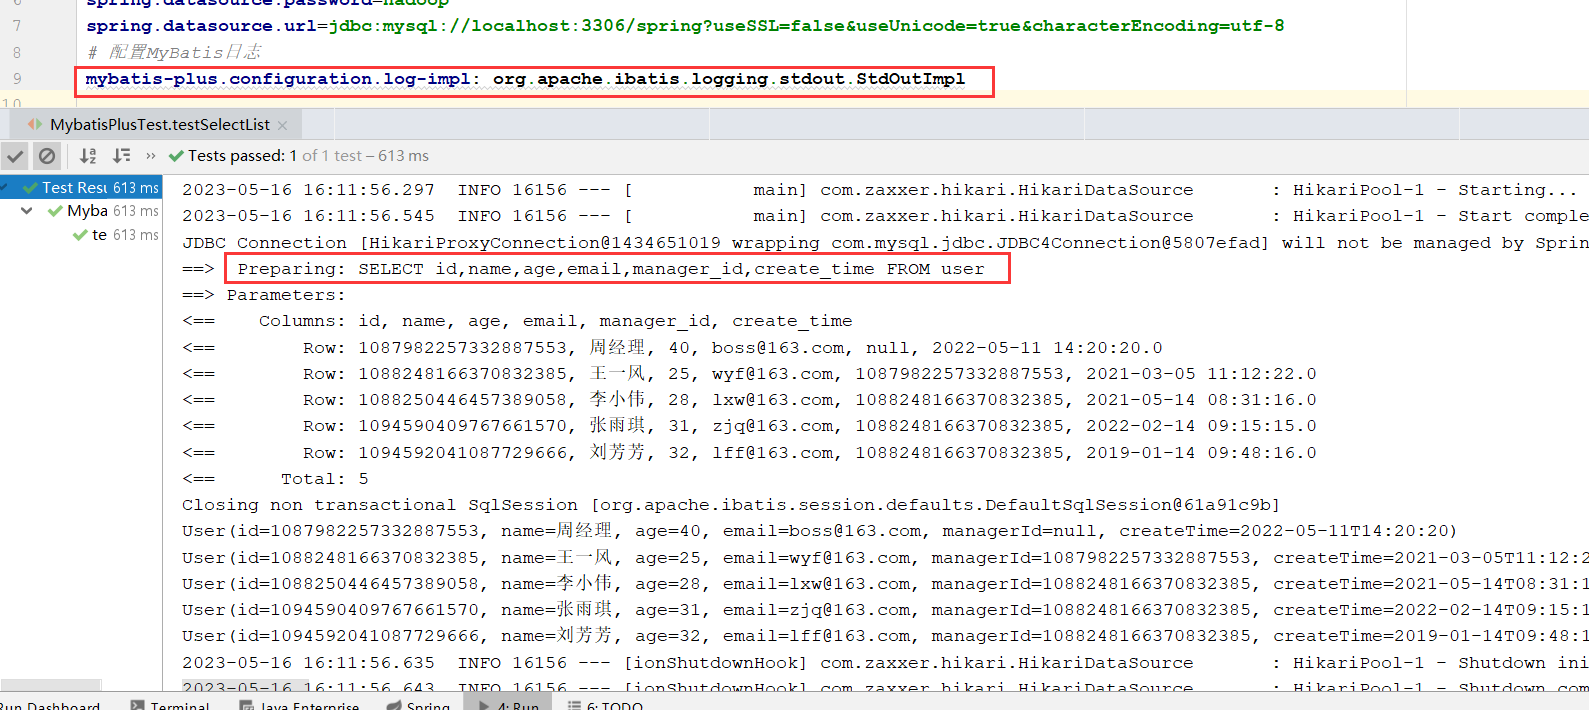 6 spring.datasource.password=hadoop
7 spring.datasource.url=jdbc:mysql://localhost:3306/spring?useSSL=false&useUnicode=true&characterEncoding=utf-8
8 # 配置MyBatis日志
9 mybatis-plus.configuration.log-impl: org.apache.ibatis.logging.stdout.StdOutImpl
10
MybatisPlusTest.testSelectList ×
» Tests passed: 1 of 1 test – 613 ms
Test Resu 613 ms
Myba 613 ms
te 613 ms
2023-05-16 16:11:56.297  INFO 16156 --- [           main] com.zaxxer.hikari.HikariDataSource       : HikariPool-1 - Starting...
2023-05-16 16:11:56.545  INFO 16156 --- [           main] com.zaxxer.hikari.HikariDataSource       : HikariPool-1 - Start comple
JDBC Connection [HikariProxyConnection@1434651019 wrapping com.mysql.jdbc.JDBC4Connection@5807efad] will not be managed by Sprin
==>  Preparing: SELECT id,name,age,email,manager_id,create_time FROM user
==> Parameters:
<==    Columns: id, name, age, email, manager_id, create_time
<==        Row: 1087982257332887553, 周经理, 40, boss@163.com, null, 2022-05-11 14:20:20.0
<==        Row: 1088248166370832385, 王一风, 25, wyf@163.com, 1087982257332887553, 2021-03-05 11:12:22.0
<==        Row: 1088250446457389058, 李小伟, 28, lxw@163.com, 1088248166370832385, 2021-05-14 08:31:16.0
<==        Row: 1094590409767661570, 张雨琪, 31, zjq@163.com, 1088248166370832385, 2022-02-14 09:15:15.0
<==        Row: 1094592041087729666, 刘芳芳, 32, lff@163.com, 1088248166370832385, 2019-01-14 09:48:16.0
<==      Total: 5
Closing non transactional SqlSession [org.apache.ibatis.session.defaults.DefaultSqlSession@61a91c9b]
User(id=1087982257332887553, name=周经理, age=40, email=boss@163.com, managerId=null, createTime=2022-05-11T14:20:20)
User(id=1088248166370832385, name=王一风, age=25, email=wyf@163.com, managerId=1087982257332887553, createTime=2021-03-05T11:12:2
User(id=1088250446457389058, name=李小伟, age=28, email=lxw@163.com, managerId=1088248166370832385, createTime=2021-05-14T08:31:1
User(id=1094590409767661570, name=张雨琪, age=31, email=zjq@163.com, managerId=1088248166370832385, createTime=2022-02-14T09:15:1
User(id=1094592041087729666, name=刘芳芳, age=32, email=lff@163.com, managerId=1088248166370832385, createTime=2019-01-14T09:48:1
2023-05-16 16:11:56.635  INFO 16156 --- [ionShutdownHook] com.zaxxer.hikari.HikariDataSource       : HikariPool-1 - Shutdown ini
2023-05-16 16:11:56.643  INFO 16156 --- [ionShutdownHook] com.zaxxer.hikari.HikariDataSource       : HikariPool-1 - Shutdown com
Run Dashboard Terminal Java Enterprise Spring 4: Run 6: TODO